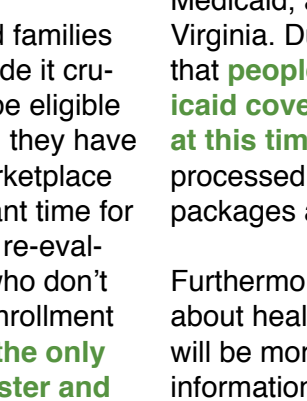 families
de it cru-
be eligible
they have
rketplace
ant time for
re-eval-
who don't
nrollment
the only
ster and
Medicaid, a
Virginia. Du
that people
icaid cove
at this tim
processed
packages a
Furthermo
about heal
will be mor
information